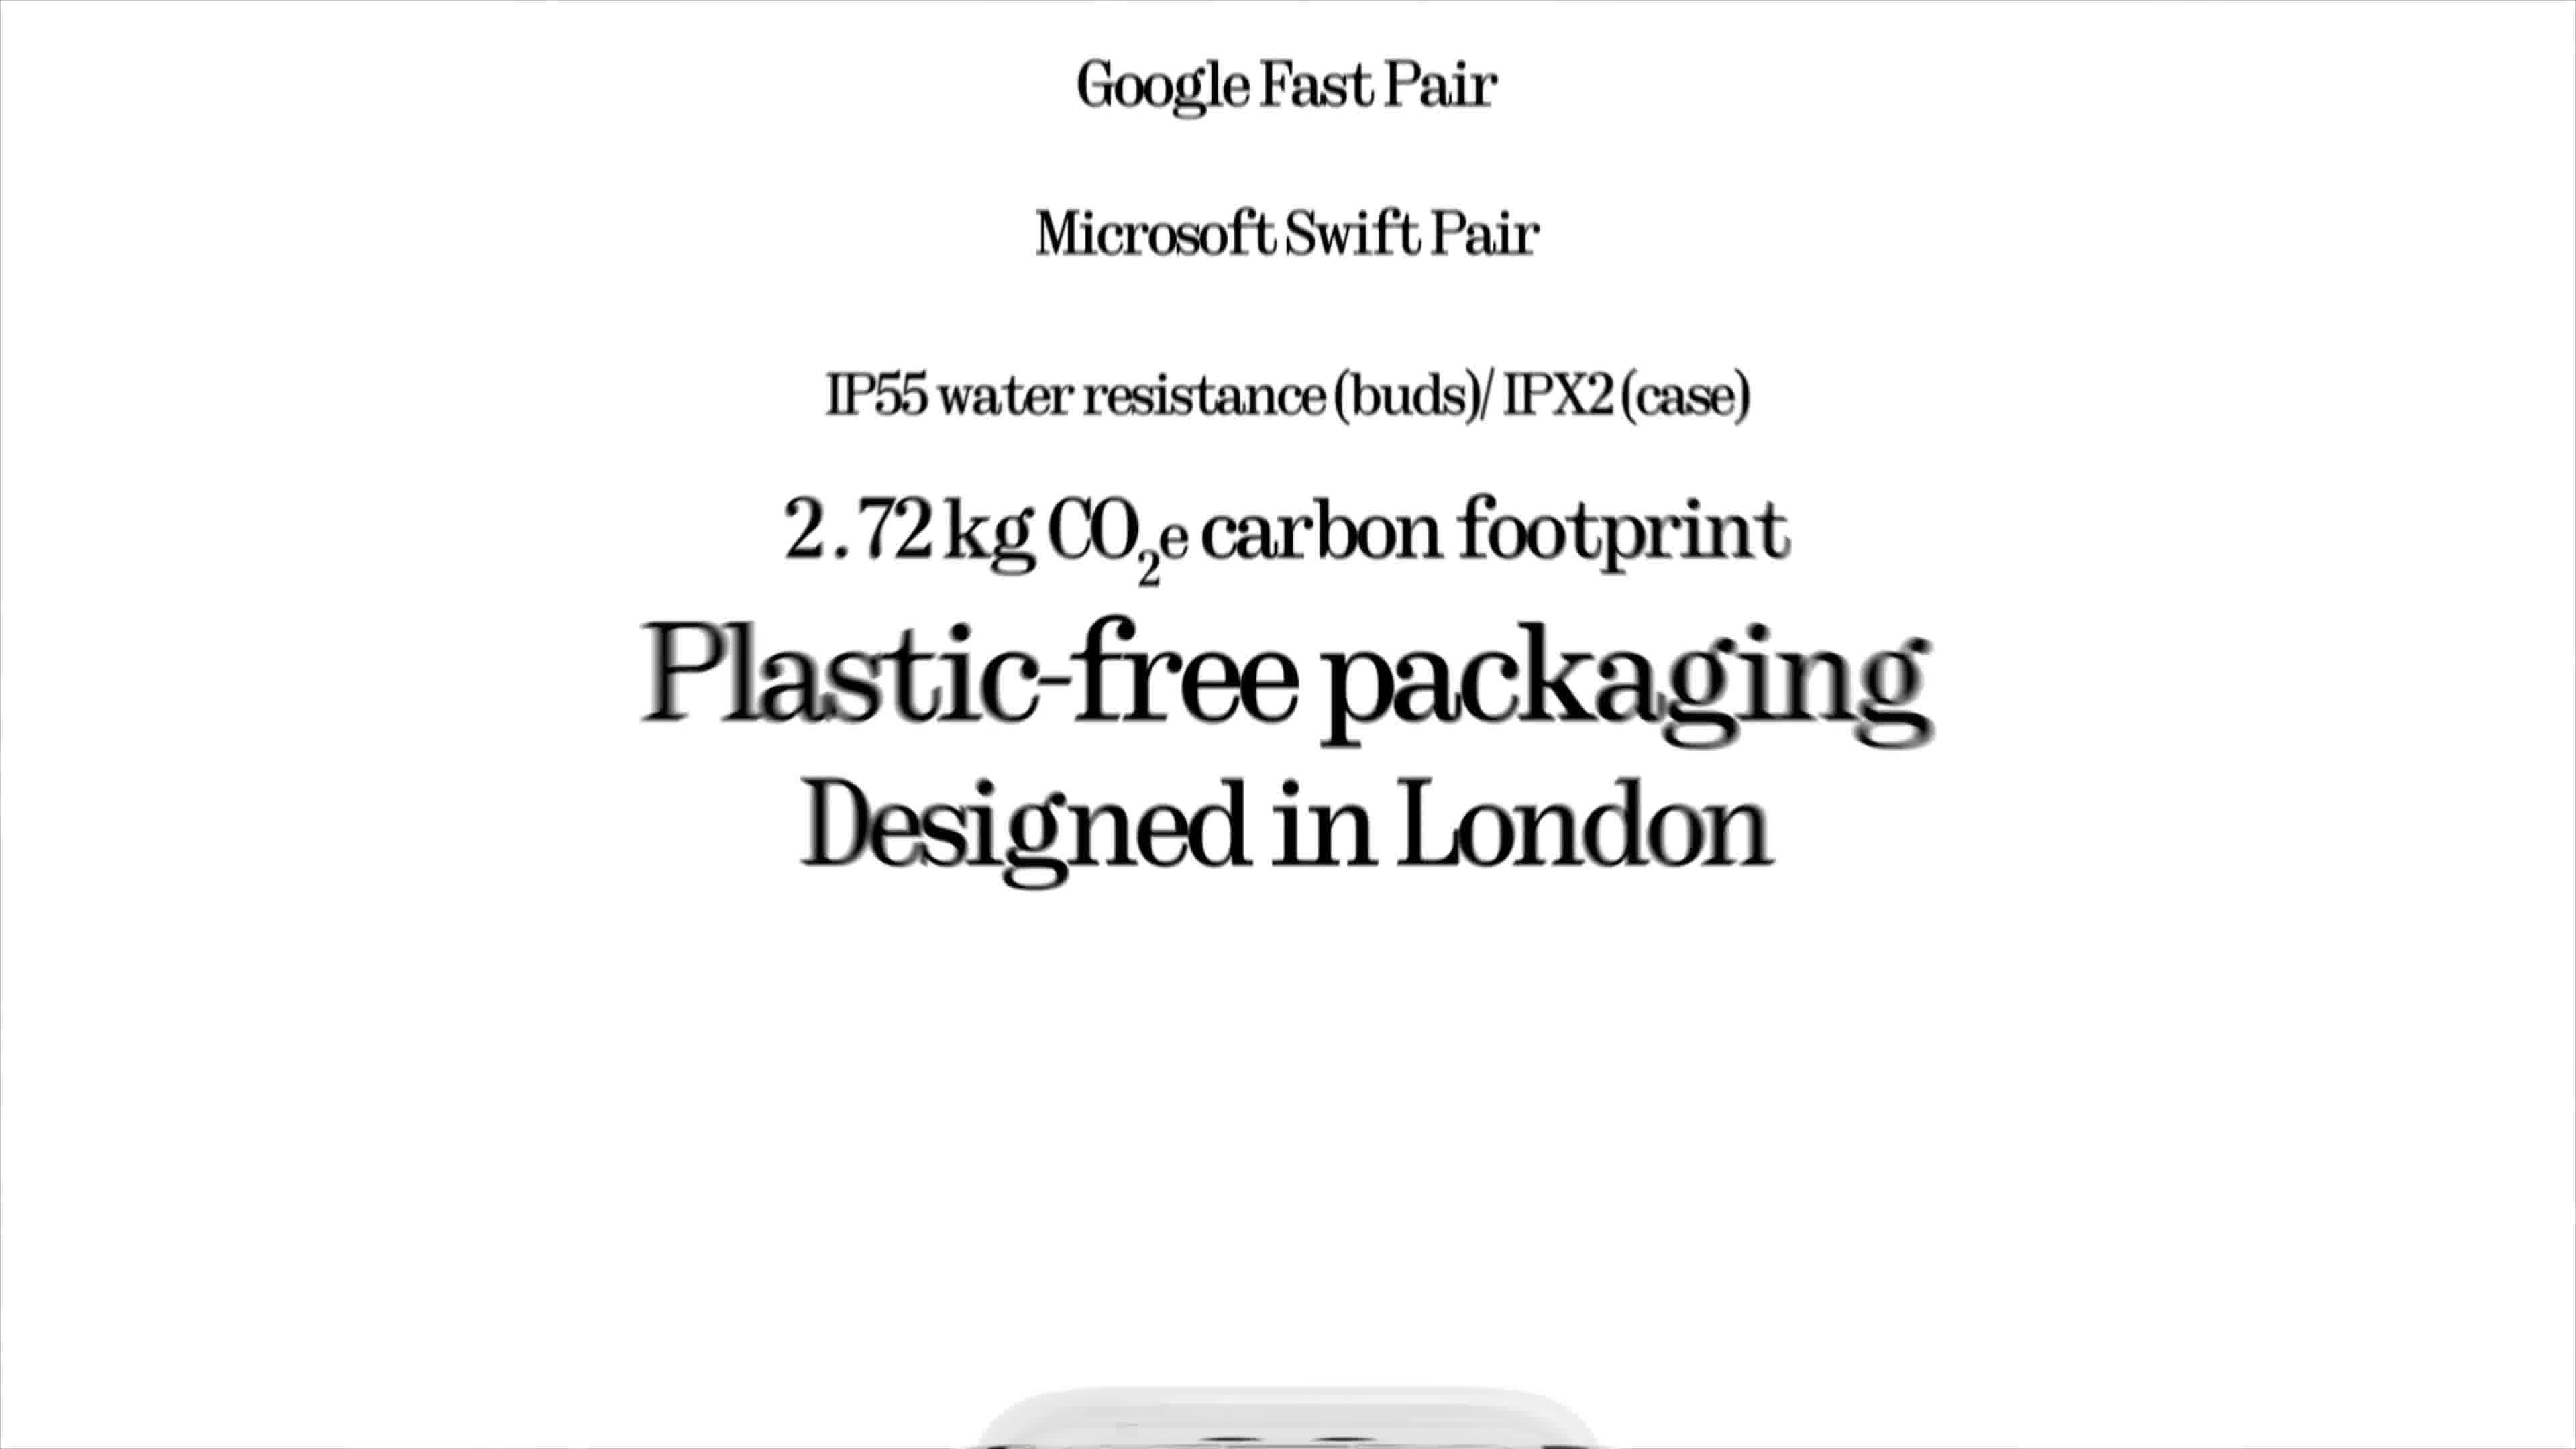 Google Fast Pair
Microsoft Swift Pair
IP55 water resistance (buds)/ IPX2 (case)
2.72 kg CO₂e carbon footprint
Plastic-free packaging
Designed in London